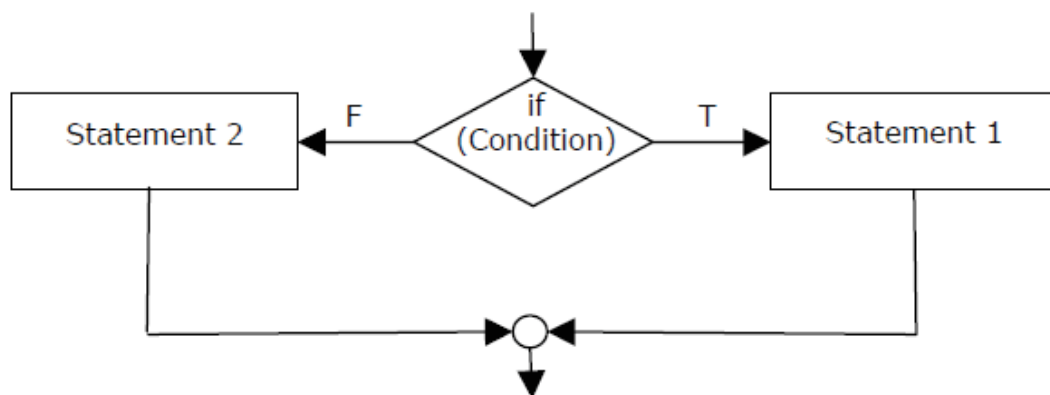 if
F
T
Statement 2
(Condition)
Statement 1